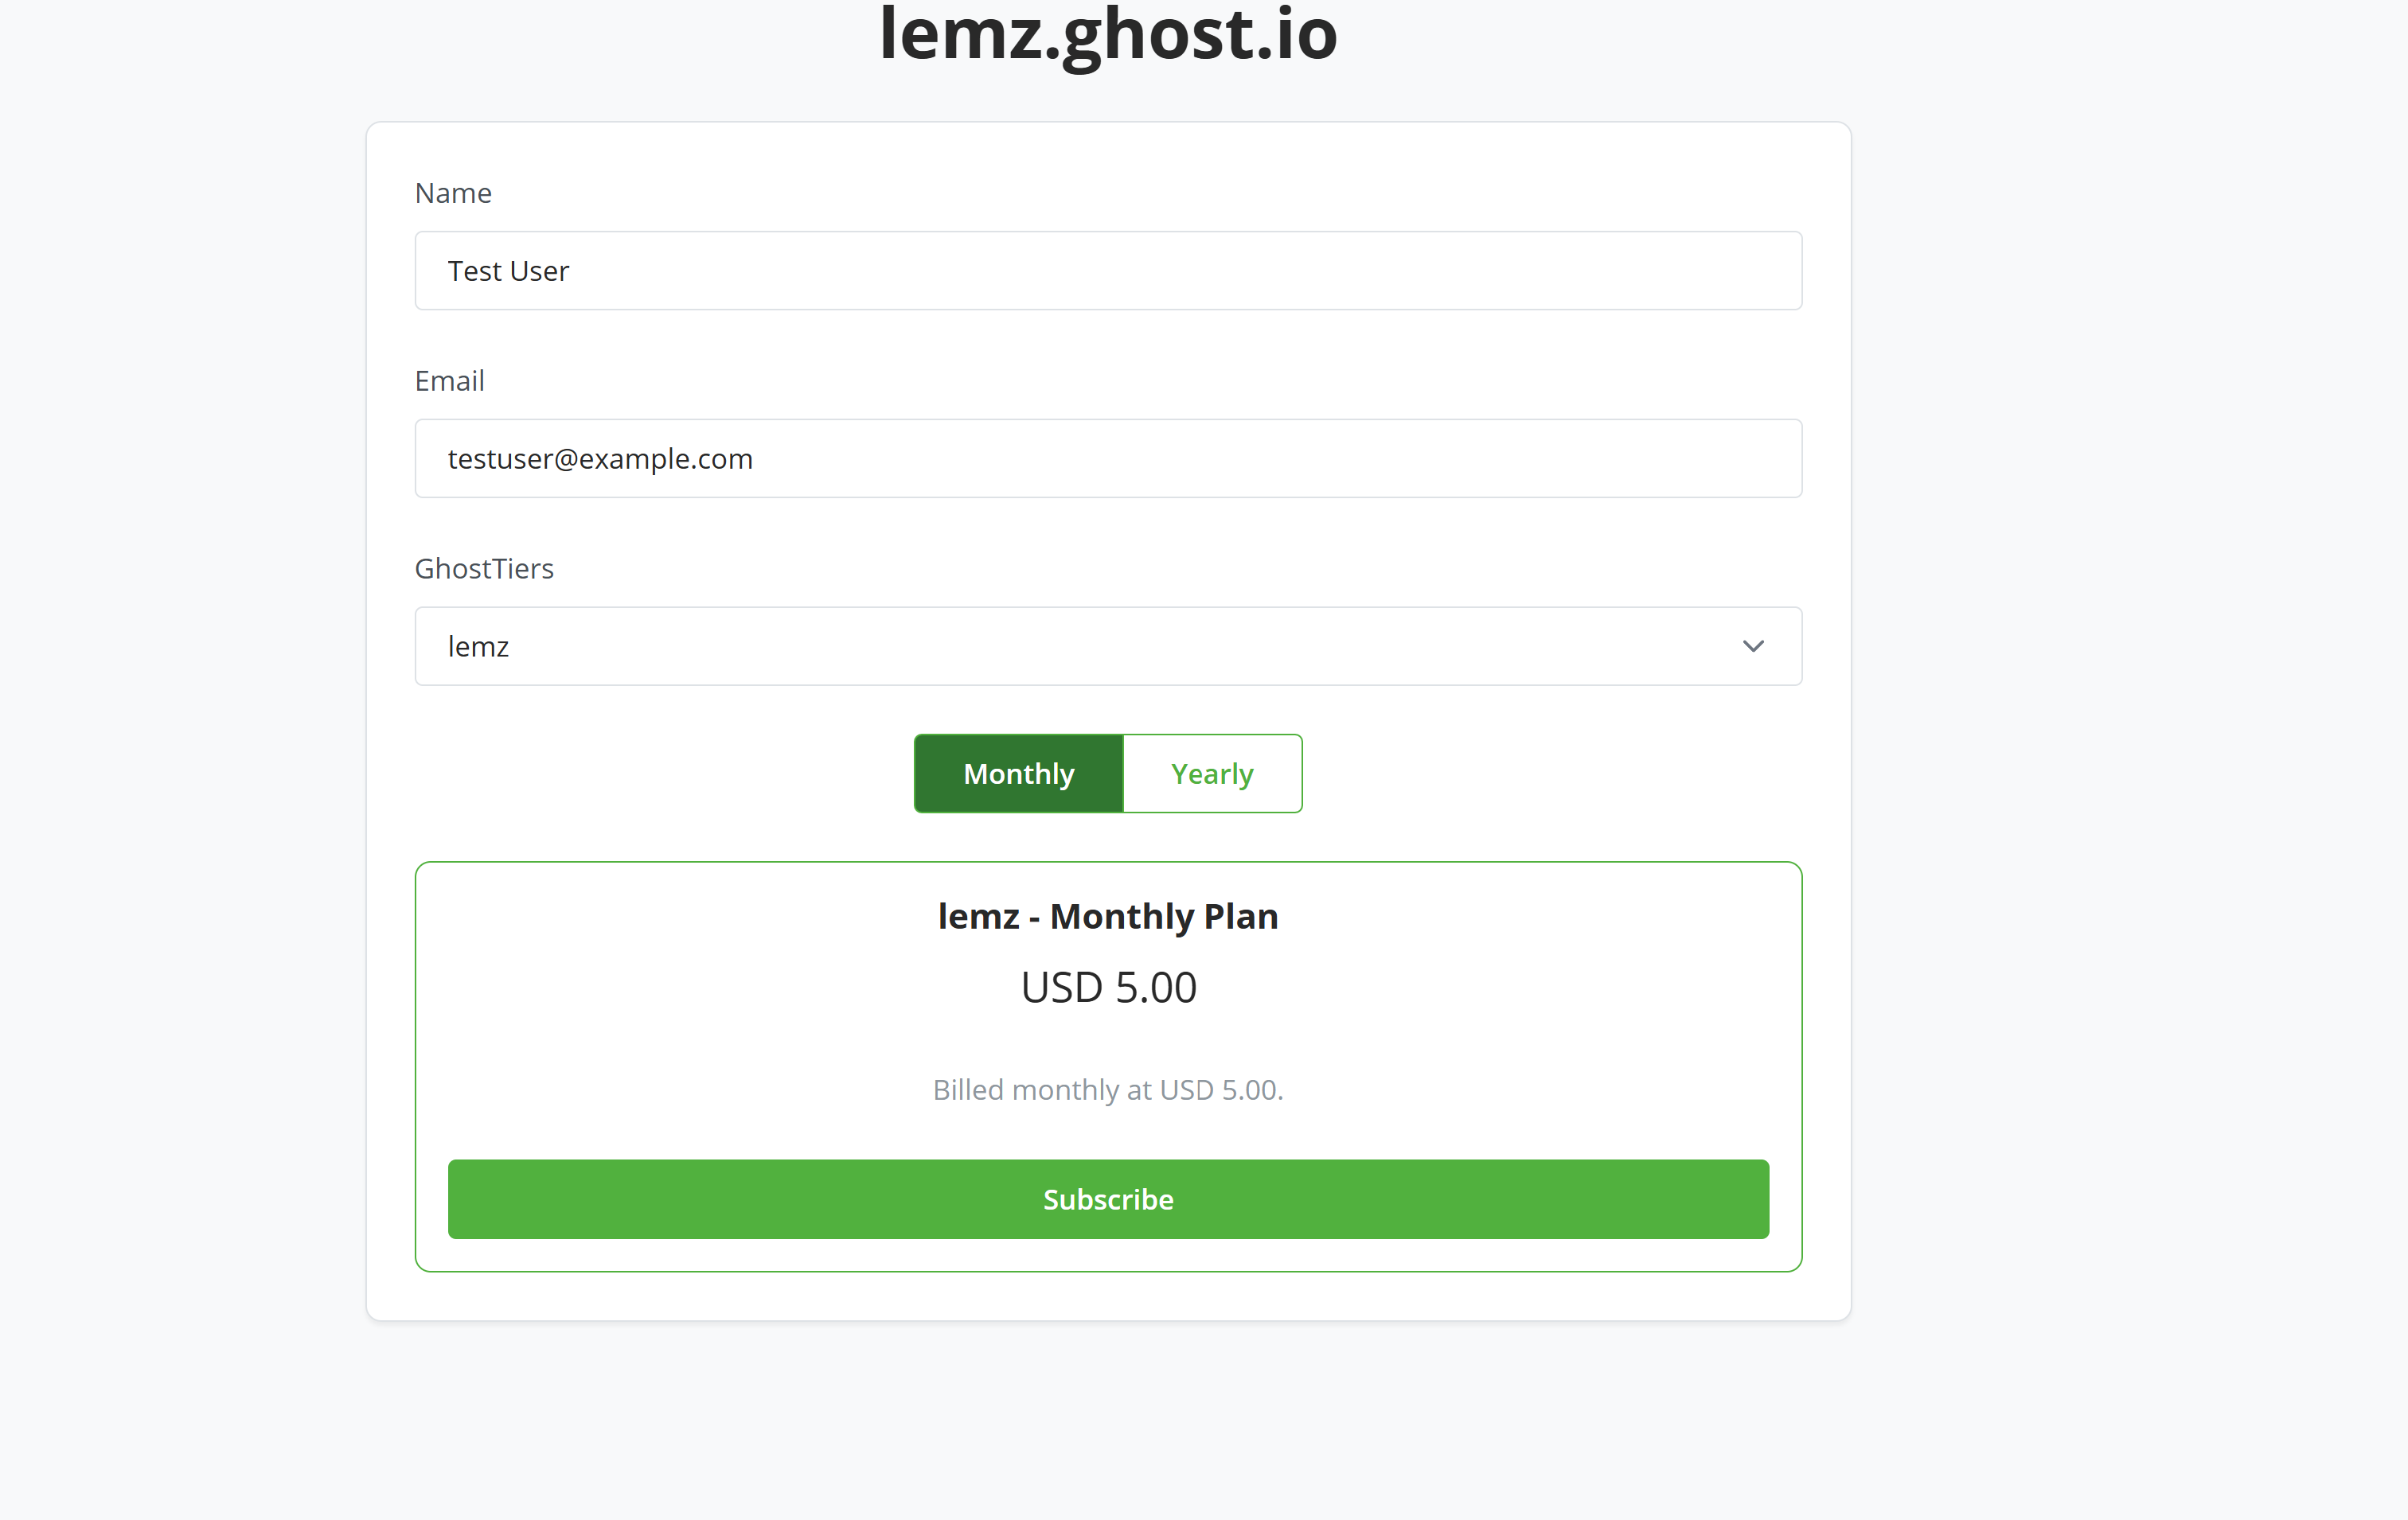 lemz.ghost.io
Name
Test User
Email
testuser@example.com
GhostTiers
lemz
Monthly
Yearly
lemz - Monthly Plan
USD 5.00
Billed monthly at USD 5.00.
Subscribe